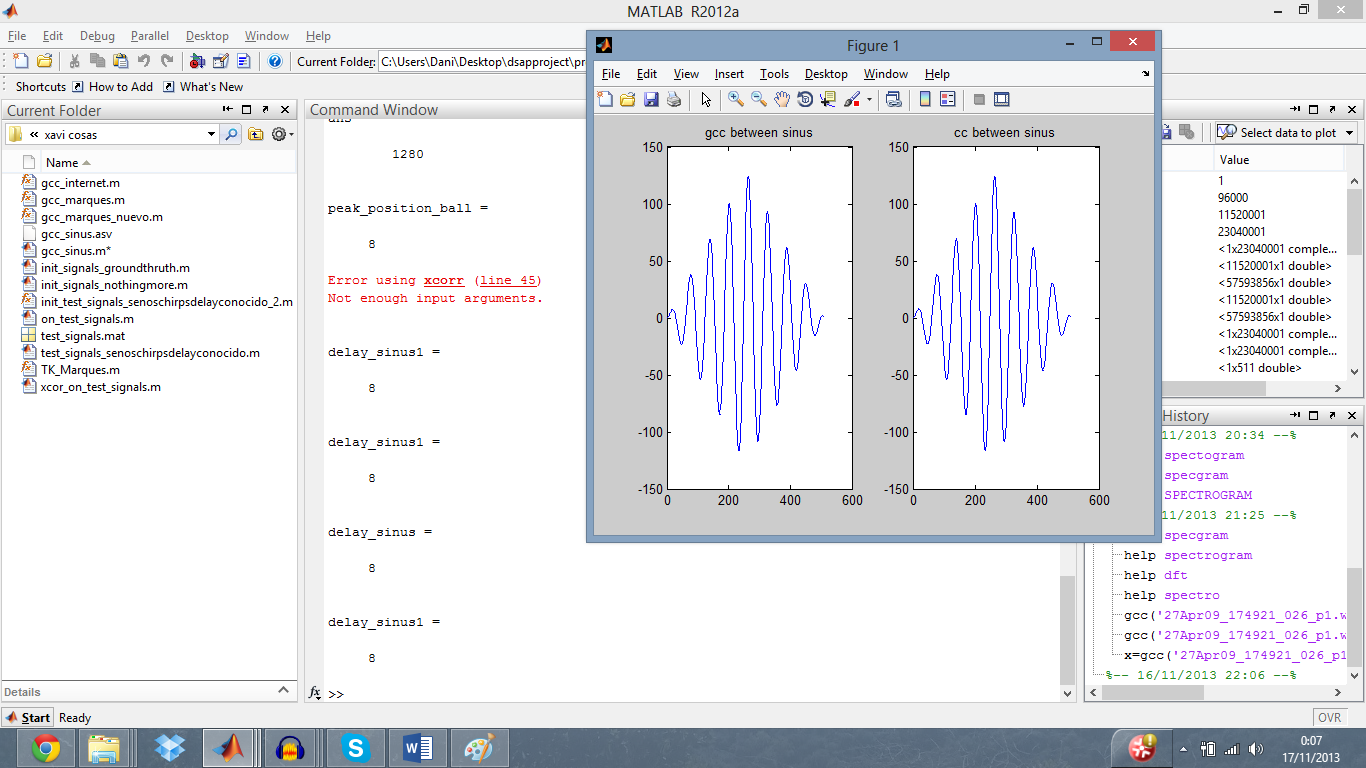 MATLAB R2012a
File Edit Debug Parallel Desktop Window Help
Current Folder: C:\Users\Dani\Desktop\dsapproject\pr
Shortcuts How to Add What's New
Current Folder
« xavi cosas
Name
gcc_internet.m
gcc_marques.m
gcc_marques_nuevo.m
gcc_sinus.asv
gcc_sinus.m*
init_signals_groundthruth.m
init_signals_nothingmore.m
init_test_signals_senoschirpsdelayconocido_2.m
on_test_signals.m
test_signals.mat
test_signals_senoschirpsdelayconocido.m
TK_Marques.m
xcor_on_test_signals.m
Details
Command Window
ans
1280
peak_position_ball =
8
Error using xcorr (line 45)
Not enough input arguments.
delay_sinus1 =
8
delay_sinus1 =
8
delay_sinus =
8
delay_sinus1 =
8
fx >>
Figure 1
File Edit View Insert Tools Desktop Window Help
gcc between sinus
150
100
50
0
-50
-100
-150
0 200 400 600
cc between sinus
150
100
50
0
-50
-100
-150
0 200 400 600
Select data to plot
Value
1
96000
11520001
23040001
<1x23040001 comple...
<11520001x1 double>
<57593856x1 double>
<11520001x1 double>
<57593856x1 double>
<1x23040001 comple...
<1x23040001 comple...
<1x511 double>
History
11/2013 20:34 --%
spectogram
specgram
SPECTROGRAM
11/2013 21:25 --%
specgram
help spectrogram
help dft
help spectro
gcc('27Apr09_174921_026_p1.w
gcc('27Apr09_174921_026_p1.w
x=gcc('27Apr09_174921_026_p1
%-- 16/11/2013 22:06 --%
Start Ready
OVR
0:07
17/11/2013